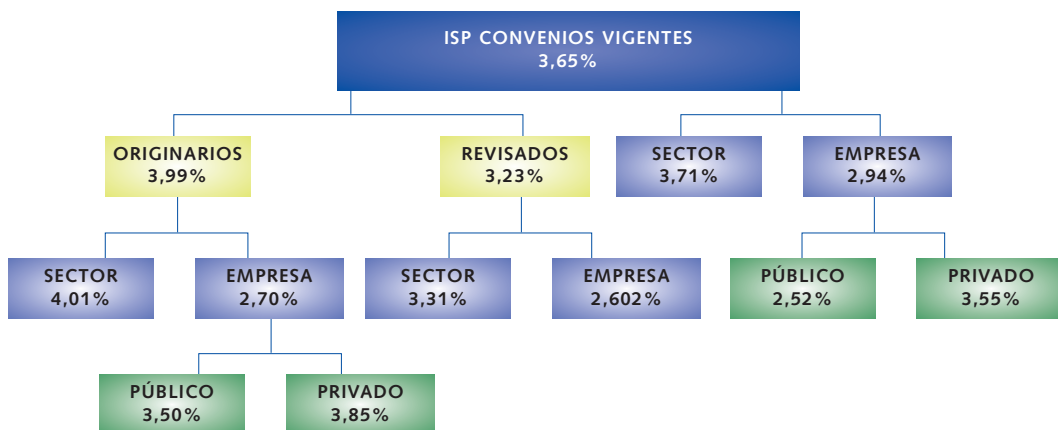 ISP CONVENIOS VIGENTES
3,65%
ORIGINARIOS
3,99%
REVISADOS
3,23%
SECTOR
3,71%
EMPRESA
2,94%
SECTOR
4,01%
EMPRESA
2,70%
SECTOR
3,31%
EMPRESA
2,602%
PÚBLICO
2,52%
PRIVADO
3,55%
PÚBLICO
3,50%
PRIVADO
3,85%